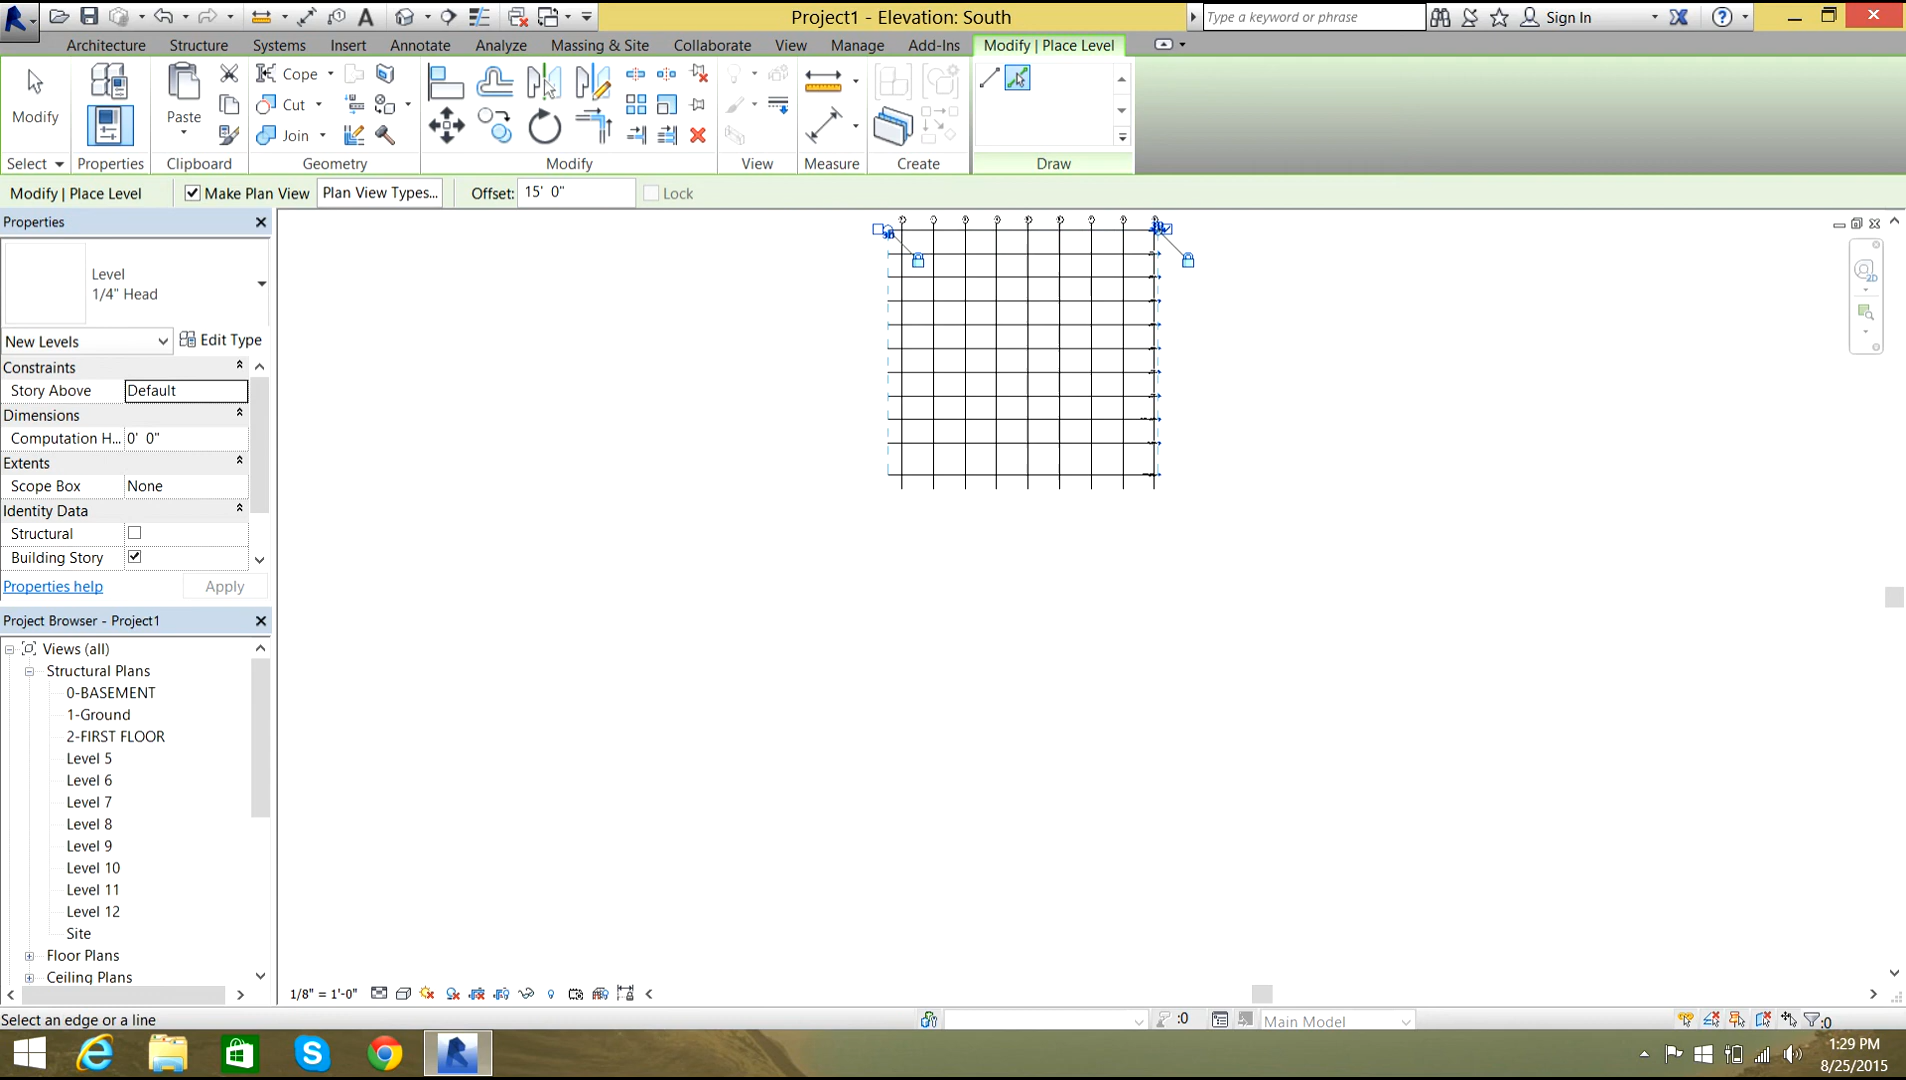 Project1 - Elevation: South
Type a keyword or phrase
Sign In
Architecture
Structure
Systems
Insert
Annotate
Analyze
Massing & Site
Collaborate
View
Manage
Add-Ins
Modify | Place Level
Modify
Paste
Cope
Cut
Join
Select
Properties
Clipboard
Geometry
Modify
View
Measure
Create
Draw
Modify | Place Level
Make Plan View
Plan View Types...
Offset:
15' 0"
Lock
Properties
Level
1/4" Head
New Levels
Edit Type
Constraints
Story Above
Default
Dimensions
Computation H...
0' 0"
Extents
Scope Box
None
Identity Data
Structural
Building Story
Properties help
Apply
Project Browser - Project1
Views (all)
Structural Plans
0-BASEMENT
1-Ground
2-FIRST FLOOR
Level 5
Level 6
Level 7
Level 8
Level 9
Level 10
Level 11
Level 12
Site
Floor Plans
Ceiling Plans
2D
1/8" = 1'-0"
Select an edge or a line
:0
Main Model
:0
1:29 PM
8/25/2015